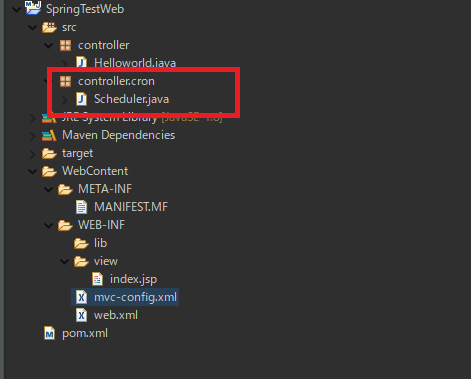 SpringTestWeb
src
controller
Helloworld.java
controller.cron
Scheduler.java
JRE System Library [JavaSE-1.8]
Maven Dependencies
target
WebContent
META-INF
MANIFEST.MF
WEB-INF
lib
view
index.jsp
mvc-config.xml
web.xml
pom.xml